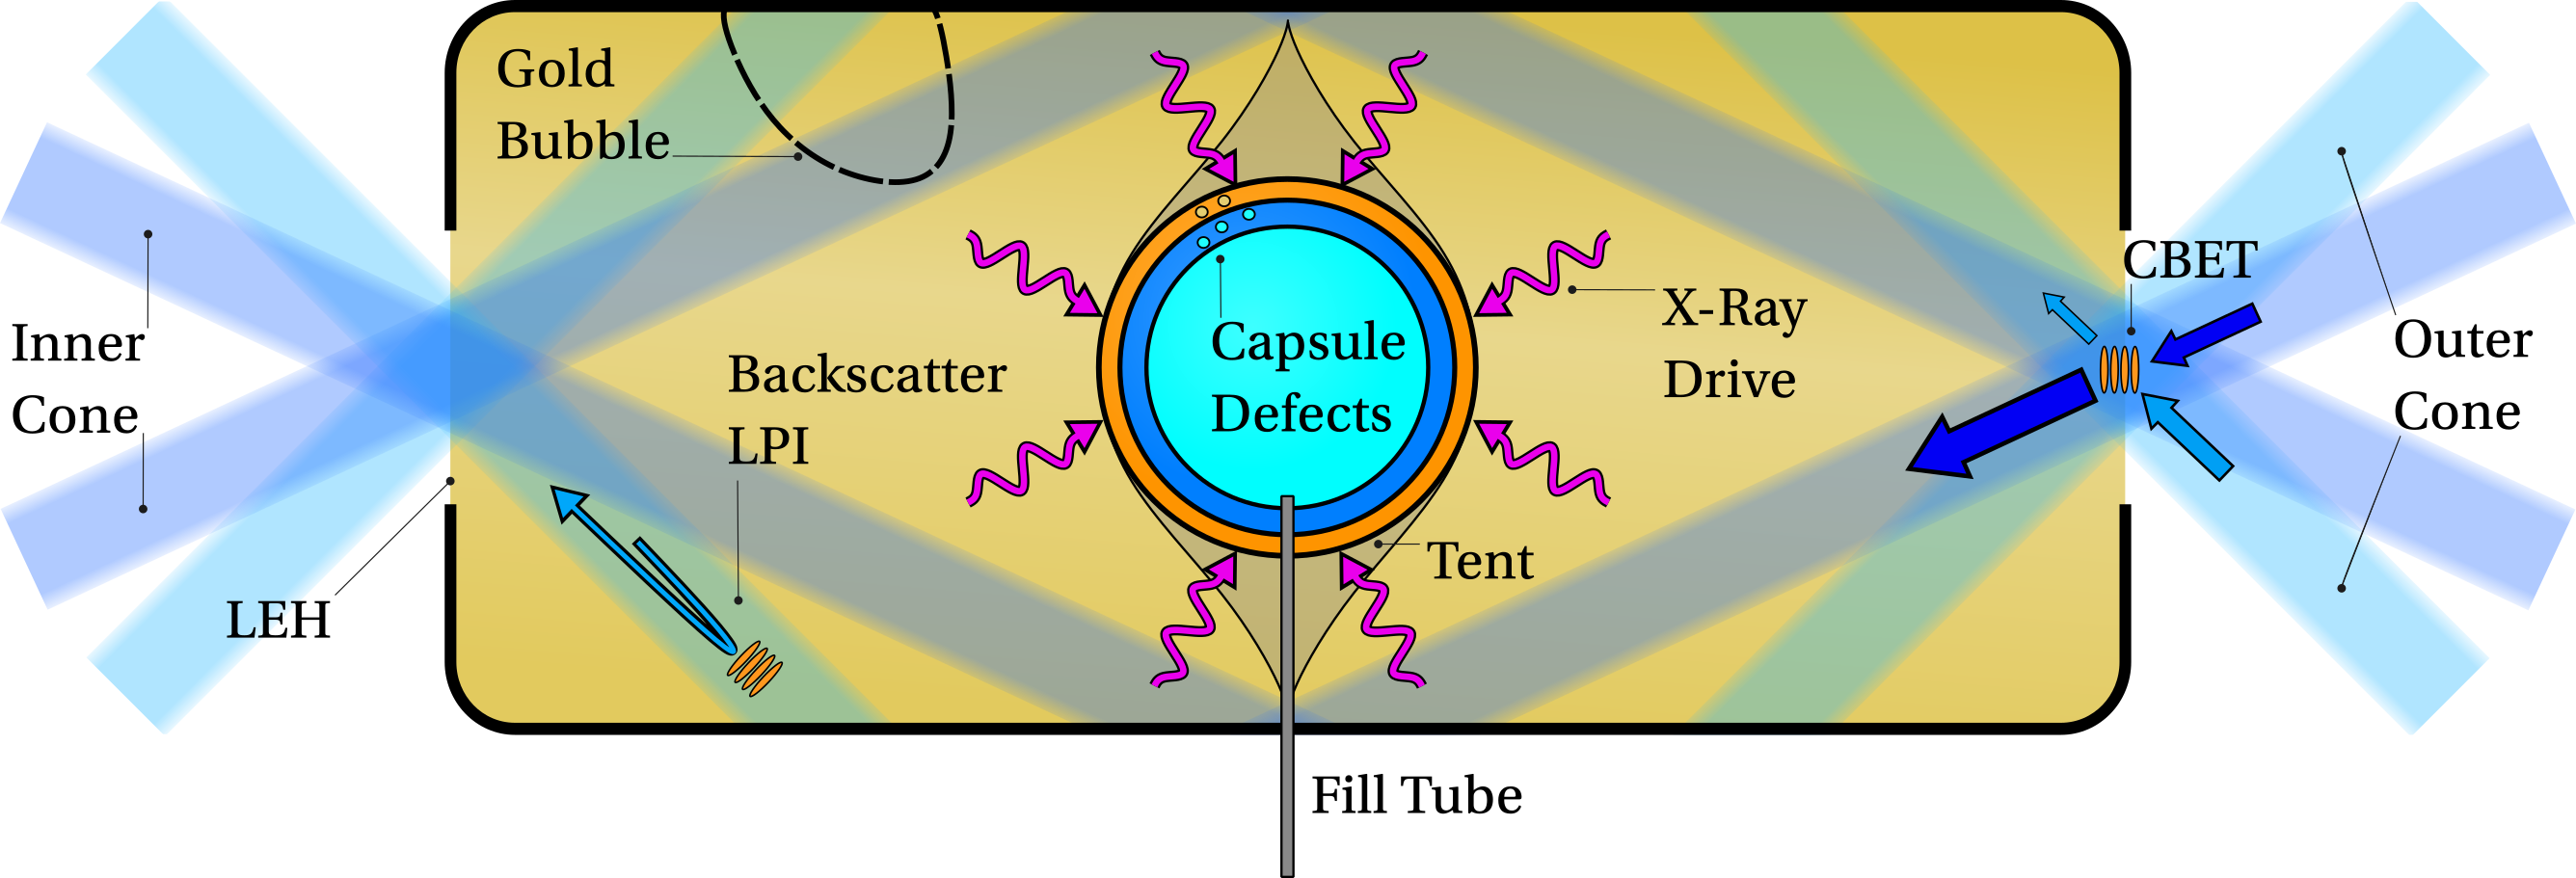 Gold
Bubble
Inner
Cone
LEH
Backscatter
LPI
Capsule
Defects
X-Ray
Drive
Tent
CBET
Outer
Cone
Fill Tube